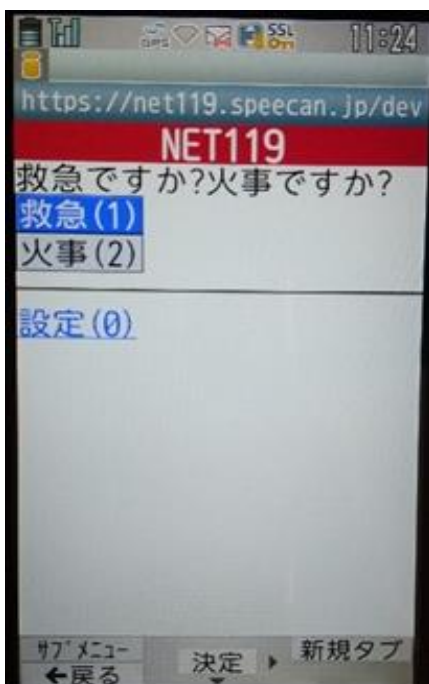 GPS SSL On 11:24
https://net119.speecan.jp/dev
NET119
救急ですか?火事ですか?
救急(1)
火事(2)
設定(0)
ｻﾌﾞﾒﾆｭｰ 新規タブ
←戻る 決定